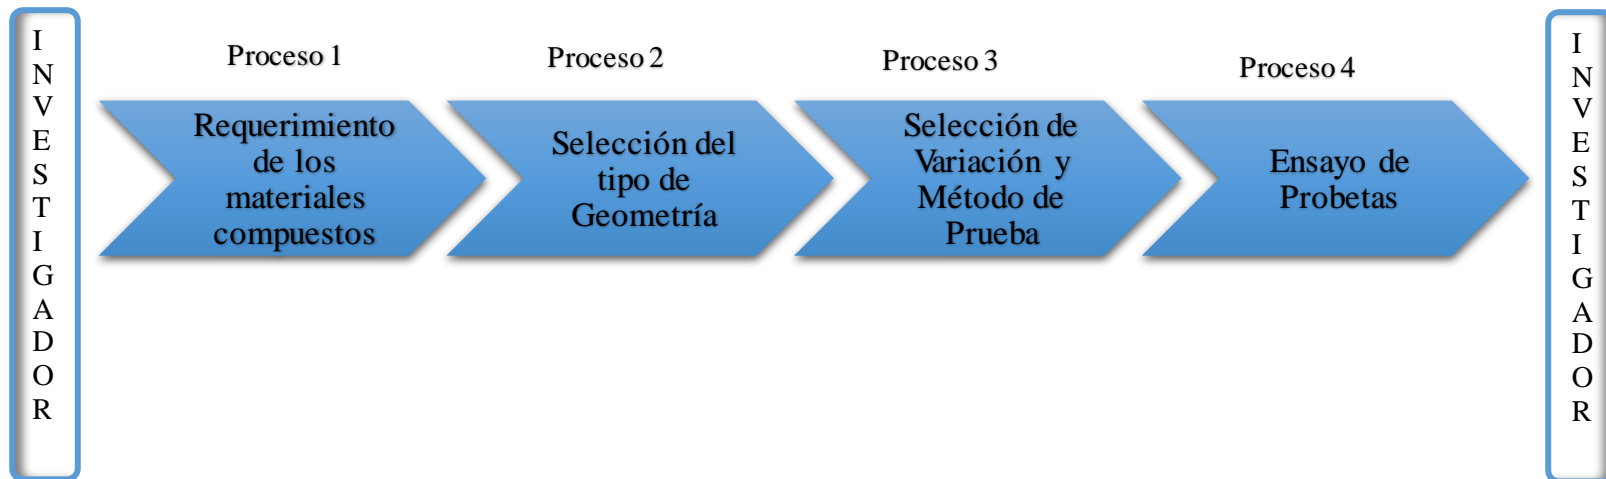 I
N
V
E
S
T
I
G
A
D
O
R
Proceso 1
Requerimiento
de los
materiales
compuestos
Proceso 2
Selección del
tipo de
Geometría
Proceso 3
Selección de
Variación y
Método de
Prueba
Proceso 4
Ensayo de
Probetas
I
N
V
E
S
T
I
G
A
D
O
R